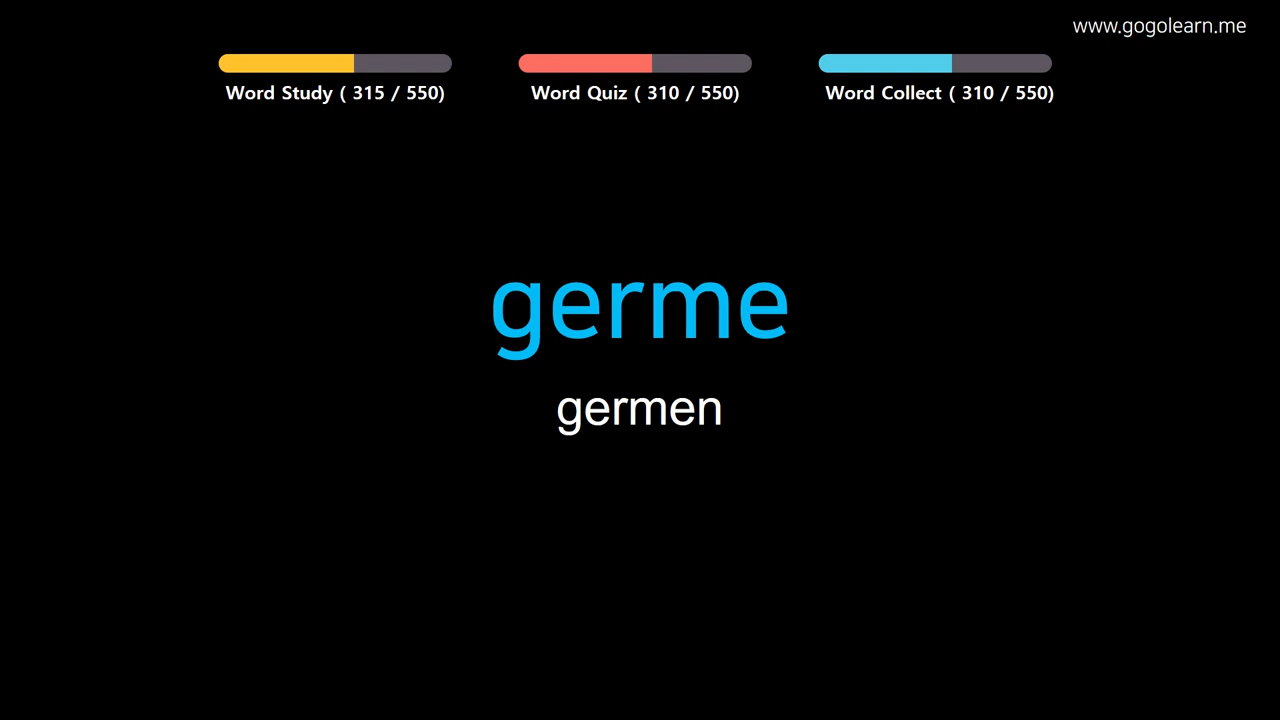 www.gogolearn.me
Word Study ( 315 / 550)
Word Quiz ( 310 / 550)
Word Collect ( 310 / 550)
germe
germen